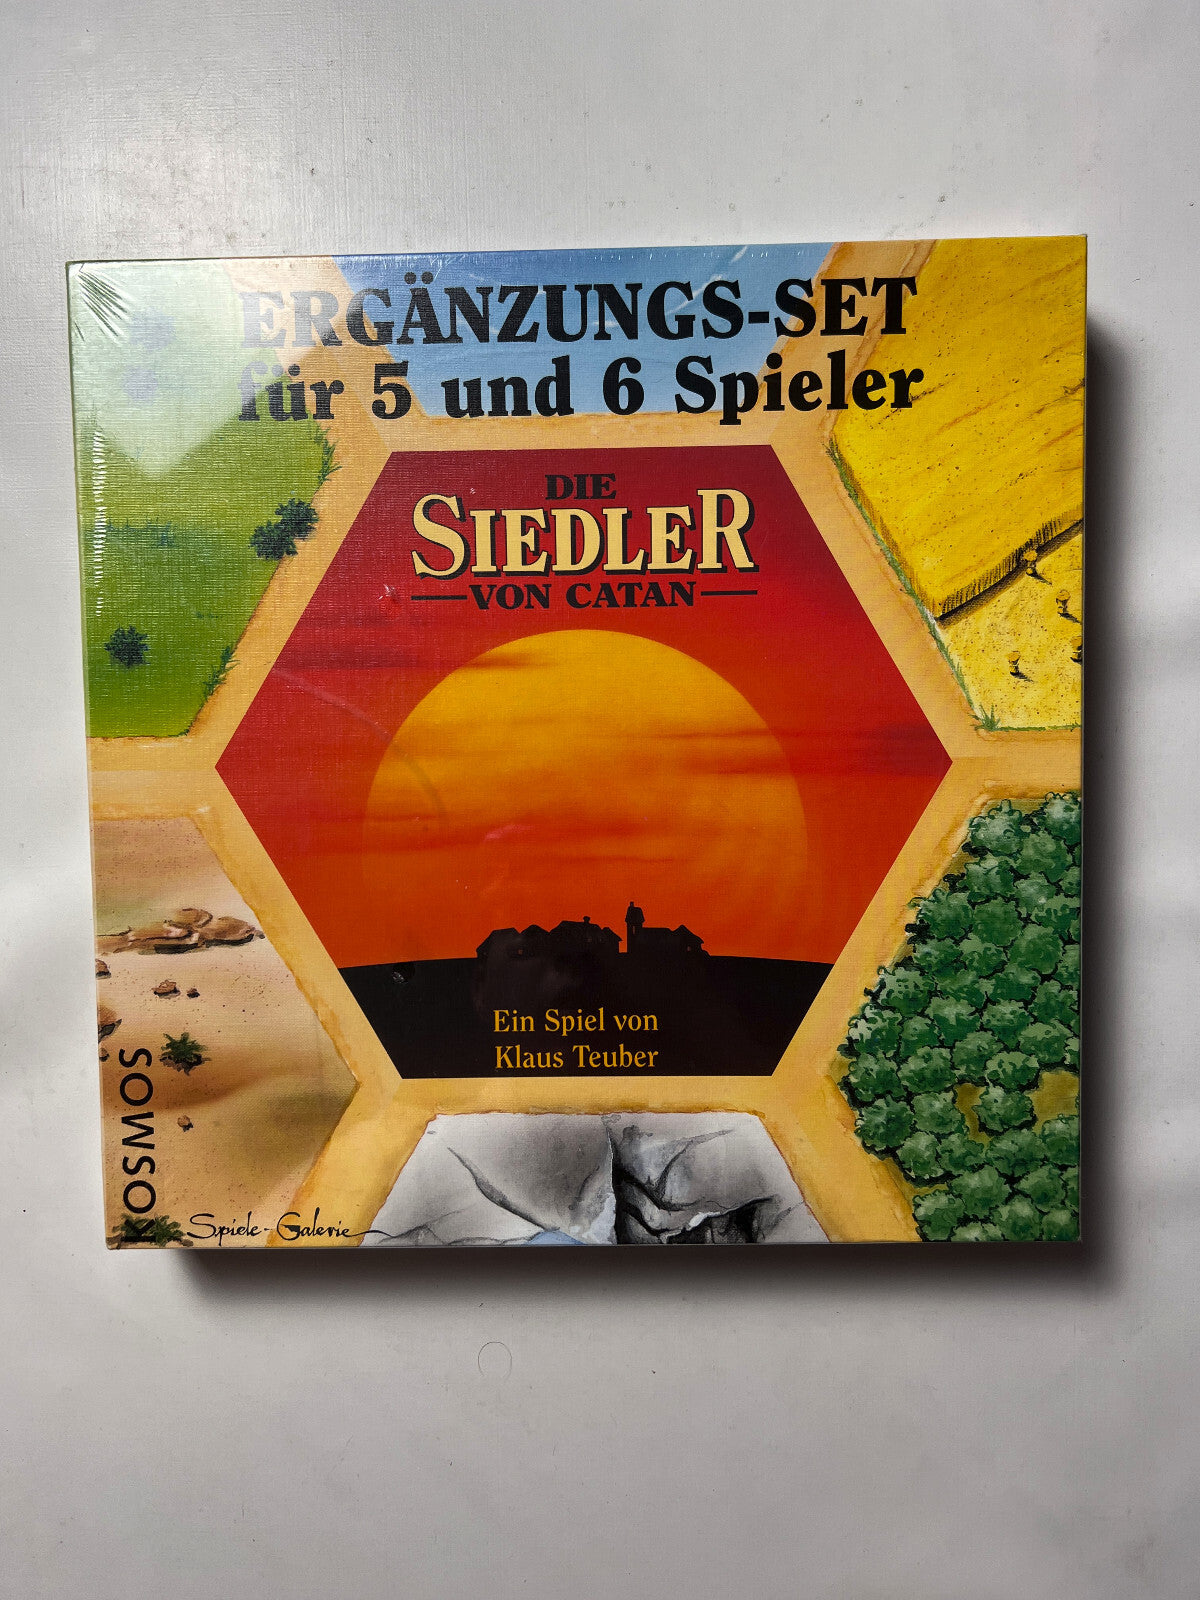 ERGÄNZUNGS-SET
für 5 und 6 Spieler
DIE
SIEDLER
VON CATAN
Ein Spiel von
Klaus Teuber
KOSMOS
Spiele-Galerie